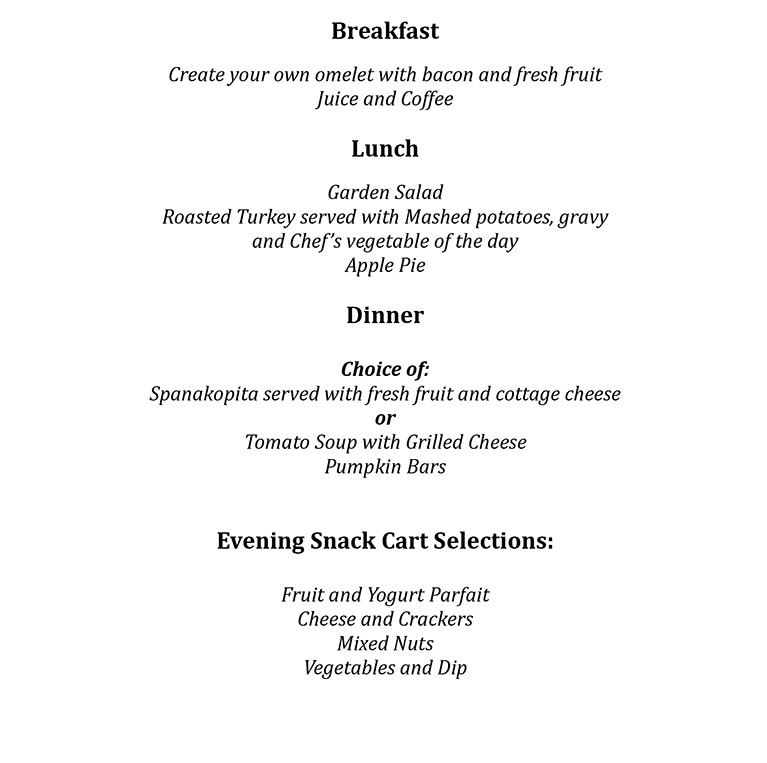 Breakfast
Create your own omelet with bacon and fresh fruit
Juice and Coffee
Lunch
Garden Salad
Roasted Turkey served with Mashed potatoes, gravy
and Chef’s vegetable of the day
Apple Pie
Dinner
Choice of:
Spanakopita served with fresh fruit and cottage cheese
or
Tomato Soup with Grilled Cheese
Pumpkin Bars
Evening Snack Cart Selections:
Fruit and Yogurt Parfait
Cheese and Crackers
Mixed Nuts
Vegetables and Dip